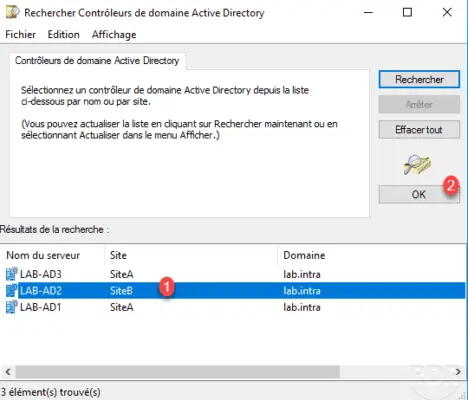 Rechercher Contrôleurs de domaine Active Directory
Fichier Edition Affichage
Contrôleurs de domaine Active Directory
Sélectionnez un contrôleur de domaine Active Directory depuis la liste
ci-dessous par nom ou par site.
(Vous pouvez actualiser la liste en cliquant sur Rechercher maintenant ou en
sélectionnant Actualiser dans le menu Afficher.)
Rechercher
Arrêter
Effacer tout
2
OK
Résultats de la recherche :
Nom du serveur Site Domaine
LAB-AD3 SiteA lab.intra
LAB-AD2 SiteB 1 lab.intra
LAB-AD1 SiteA lab.intra
3 élément(s) trouvé(s)